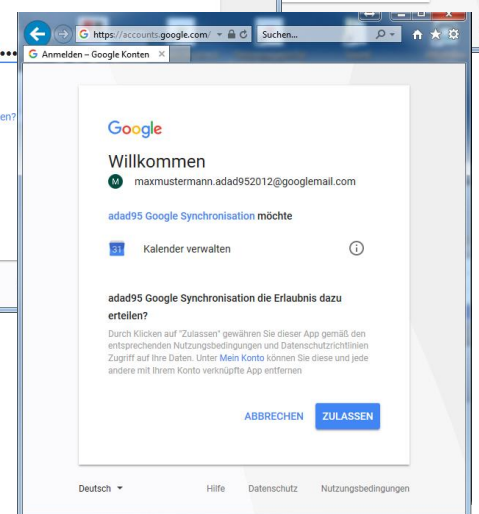 https://accounts.google.com/
Suchen...
Anmelden – Google Konten
en?
Google
Willkommen
M maxmustermann.adad952012@googlemail.com
adad95 Google Synchronisation möchte
31 Kalender verwalten
adad95 Google Synchronisation die Erlaubnis dazu
erteilen?
Durch Klicken auf "Zulassen" gewähren Sie dieser App gemäß den
entsprechenden Nutzungsbedingungen und Datenschutzrichtlinien
Zugriff auf Ihre Daten. Unter Mein Konto können Sie diese und jede
andere mit Ihrem Konto verknüpfte App entfernen
ABBRECHEN ZULASSEN
Deutsch Hilfe Datenschutz Nutzungsbedingungen